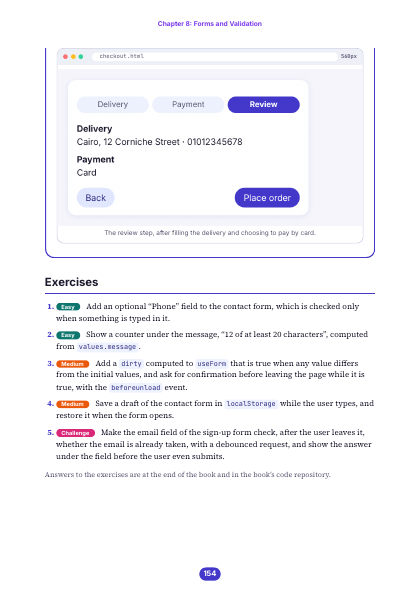 Chapter 8: Forms and Validation
checkout.html
560px
Delivery
Payment
Review
Delivery
Cairo, 12 Corniche Street · 01012345678
Payment
Card
Back
Place order
The review step, after filling the delivery and choosing to pay by card.
Exercises
1. Easy Add an optional “Phone” field to the contact form, which is checked only
when something is typed in it.
2. Easy Show a counter under the message, “12 of at least 20 characters”, computed
from values.message.
3. Medium Add a dirty computed to useForm that is true when any value differs
from the initial values, and ask for confirmation before leaving the page while it is
true, with the beforeunload event.
4. Medium Save a draft of the contact form in localStorage while the user types, and
restore it when the form opens.
5. Challenge Make the email field of the sign-up form check, after the user leaves it,
whether the email is already taken, with a debounced request, and show the answer
under the field before the user even submits.
Answers to the exercises are at the end of the book and in the book’s code repository.
154